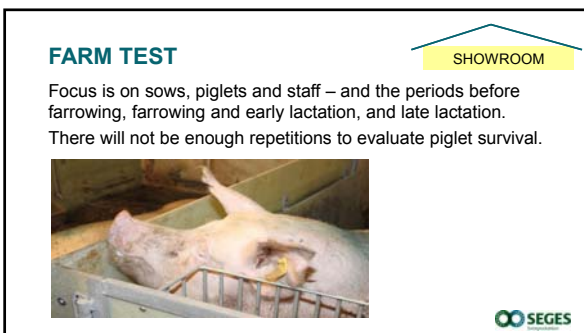 FARM TEST
SHOWROOM
Focus is on sows, piglets and staff – and the periods before
farrowing, farrowing and early lactation, and late lactation.
There will not be enough repetitions to evaluate piglet survival.
SEGES